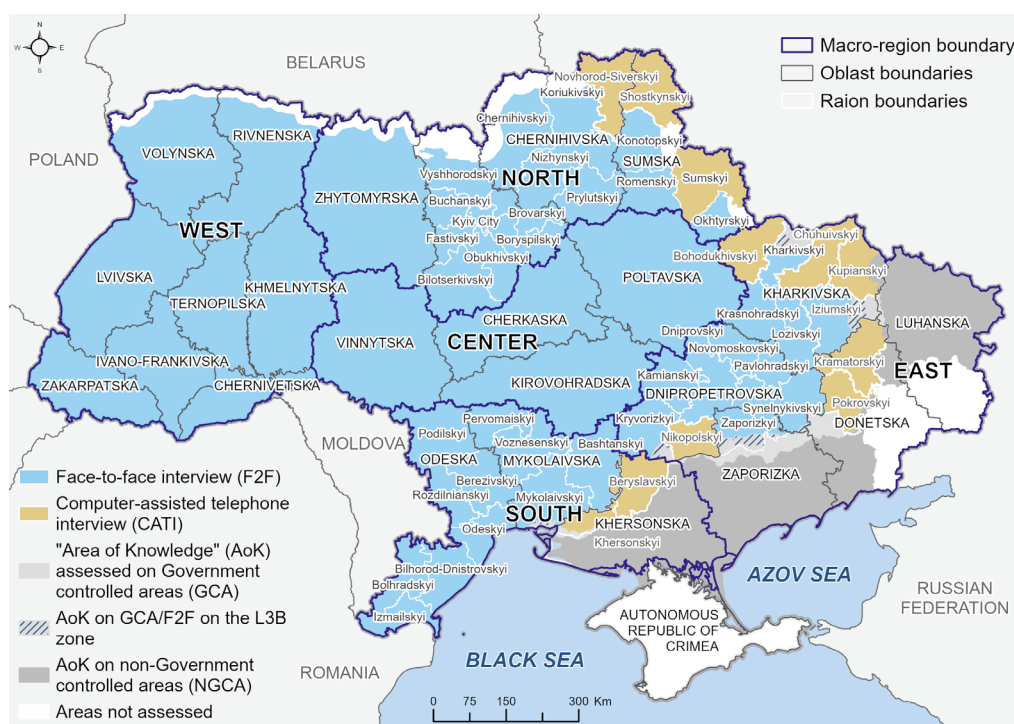 N
W
E
S
BELARUS
POLAND
MOLDOVA
ROMANIA
RUSSIAN
FEDERATION
BLACK SEA
AZOV SEA
AUTONOMOUS
REPUBLIC OF
CRIMEA
Macro-region boundary
Oblast boundaries
Raion boundaries
WEST
VOLYNSKA
RIVNENSKA
LVIVSKA
TERNOPILSKA
KHMELNYTSKA
IVANO-FRANKIVSKA
ZAKARPATSKA
CHERNIVETSKA
NORTH
ZHYTOMYRSKA
CHERNIHIVSKA
SUMSKA
Novhorod-Siverskyi
Koriukivskyi
Shostkynskyi
Chernihivskyi
Konotopskyi
Nizhynskyi
Vyshhorodskyi
Romenskyi
Sumskyi
Buchanskyi
Prylutskyi
Brovarskyi
Kyiv City
Okhtyrskyi
Fastivskyi
Boryspilskyi
Obukhivskyi
Bilotserkivskyi
CENTER
VINNYTSKA
CHERKASKA
POLTAVSKA
KIROVOHRADSKA
EAST
Chuhuivskyi
Kharkivskyi
Bohodukhivskyi
Kupianskyi
KHARKIVSKA
Iziumskyi
Krasnohradskyi
Lozivskyi
LUHANSKA
Dniprovskyi
Novomoskovskyi
Pavlohradskyi
Kramatorskyi
Kamianskyi
DNIPROPETROVSKA
Synelnykivskyi
Pokrovskyi
DONETSKA
Kryvorizkyi
Zaporizkyi
Nikopolskyi
ZAPORIZKA
SOUTH
Pervomaiskyi
Podilskyi
Voznesenskyi
Bashtanskyi
ODESKA
MYKOLAIVSKA
Berezivskyi
Rozdilnianskyi
Mykolaivskyi
Beryslavskyi
KHERSONSKA
Khersonskyi
Odeskyi
Bilhorod-Dnistrovskyi
Bolhradskyi
Izmailskyi
Face-to-face interview (F2F)
Computer-assisted telephone
interview (CATI)
"Area of Knowledge" (AoK)
assessed on Government
controlled areas (GCA)
AoK on GCA/F2F on the L3B
zone
AoK on non-Government
controlled areas (NGCA)
Areas not assessed
0 75 150 300 Km